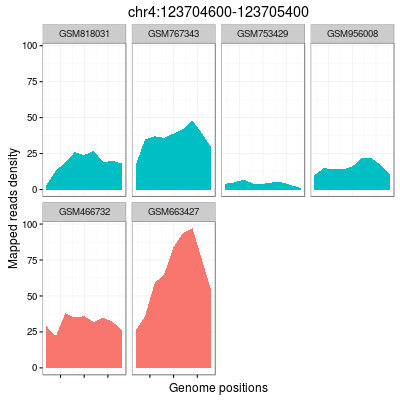 chr4:123704600-123705400
GSM818031 GSM767343 GSM753429 GSM956008
100
75
50
25
0
GSM466732 GSM663427
100
75
50
25
0
Mapped reads density
Genome positions